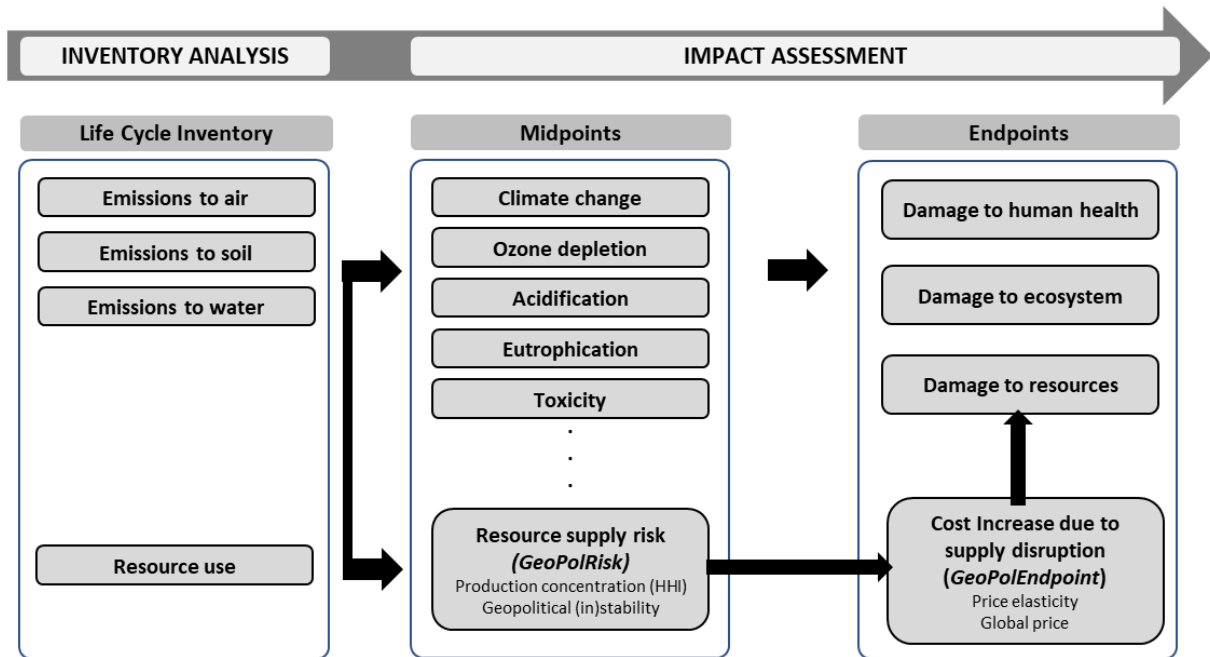 INVENTORY ANALYSIS
IMPACT ASSESSMENT
Life Cycle Inventory
Midpoints
Endpoints
Emissions to air
Emissions to soil
Emissions to water
Resource use
Climate change
Ozone depletion
Acidification
Eutrophication
Toxicity
.
.
.
Resource supply risk
(GeoPolRisk)
Production concentration (HHI)
Geopolitical (in)stability
Damage to human health
Damage to ecosystem
Damage to resources
Cost Increase due to
supply disruption
(GeoPolEndpoint)
Price elasticity
Global price